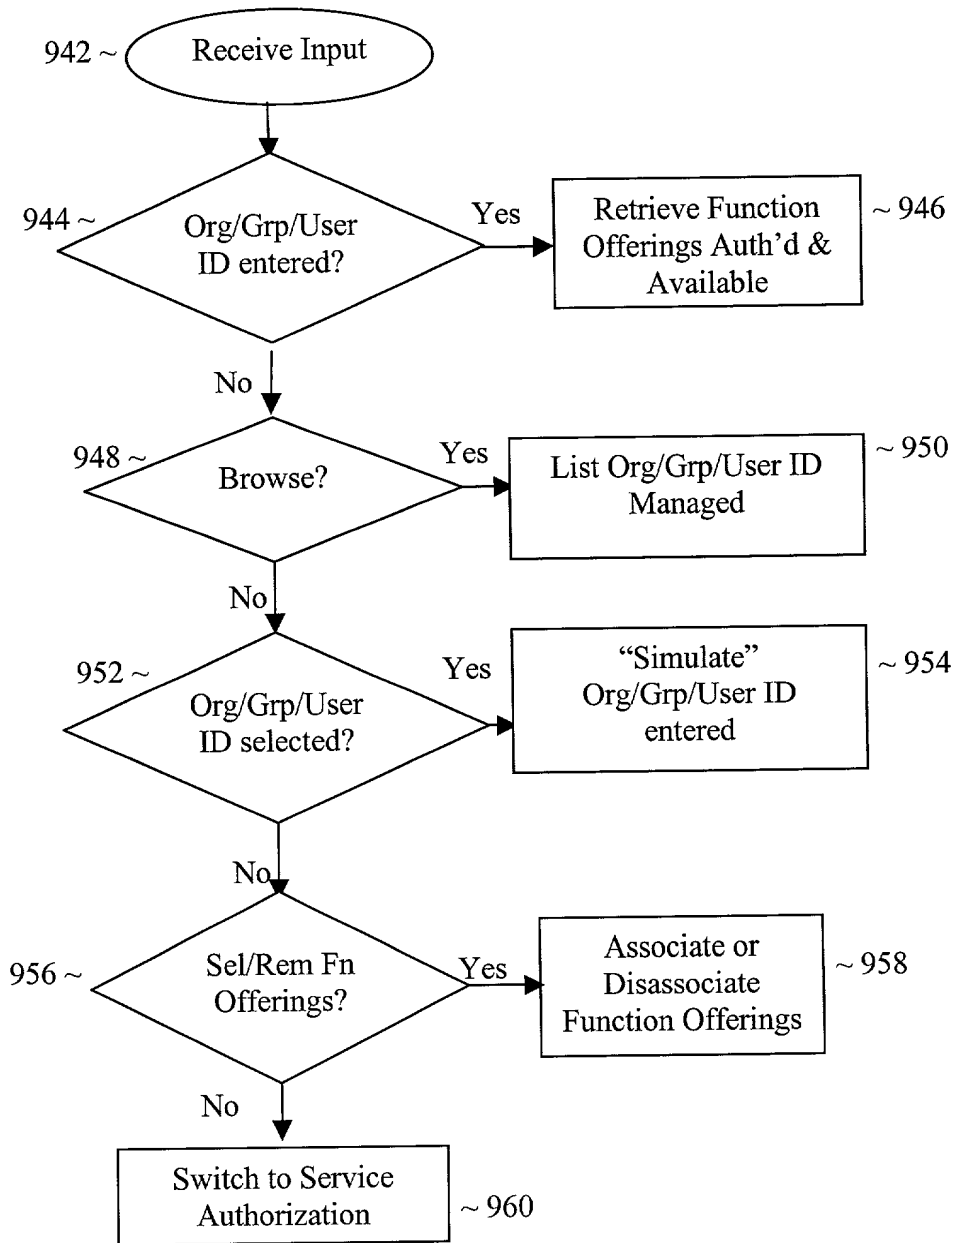 942 ~
Receive Input
944 ~
Org/Grp/User
ID entered?
Yes
Retrieve Function
Offerings Auth'd &
Available
~ 946
No
948 ~
Browse?
Yes
List Org/Grp/User ID
Managed
~ 950
No
952 ~
Org/Grp/User
ID selected?
Yes
“Simulate”
Org/Grp/User ID
entered
~ 954
No
956 ~
Sel/Rem Fn
Offerings?
Yes
Associate or
Disassociate
Function Offerings
~ 958
No
Switch to Service
Authorization
~ 960